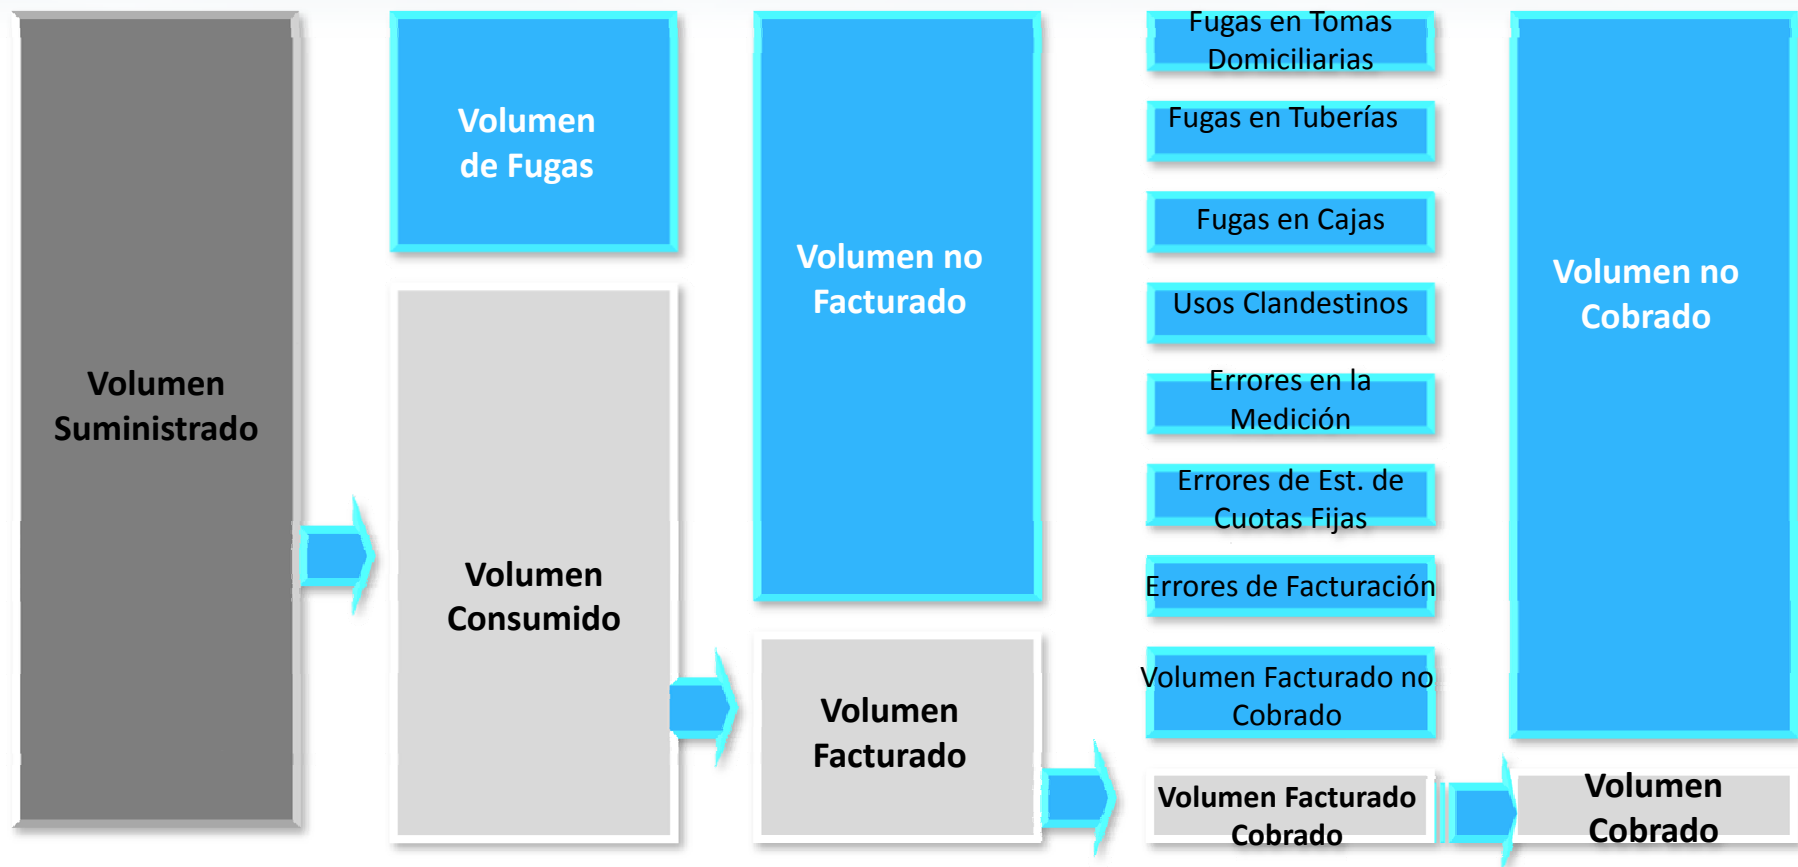 Volumen
Suministrado
Volumen
de Fugas
Volumen
Consumido
Volumen no
Facturado
Volumen
Facturado
Fugas en Tomas
Domiciliarias
Fugas en Tuberías
Fugas en Cajas
Usos Clandestinos
Errores en la
Medición
Errores de Est. de
Cuotas Fijas
Errores de Facturación
Volumen Facturado no
Cobrado
Volumen Facturado
Cobrado
Volumen no
Cobrado
Volumen
Cobrado